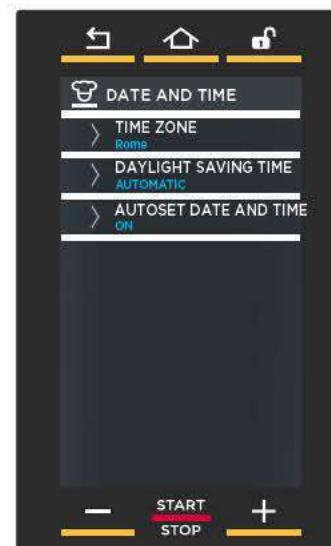 DATE AND TIME
TIME ZONE
Rome
DAYLIGHT SAVING TIME
AUTOMATIC
AUTOSET DATE AND TIME
ON
− START +
STOP